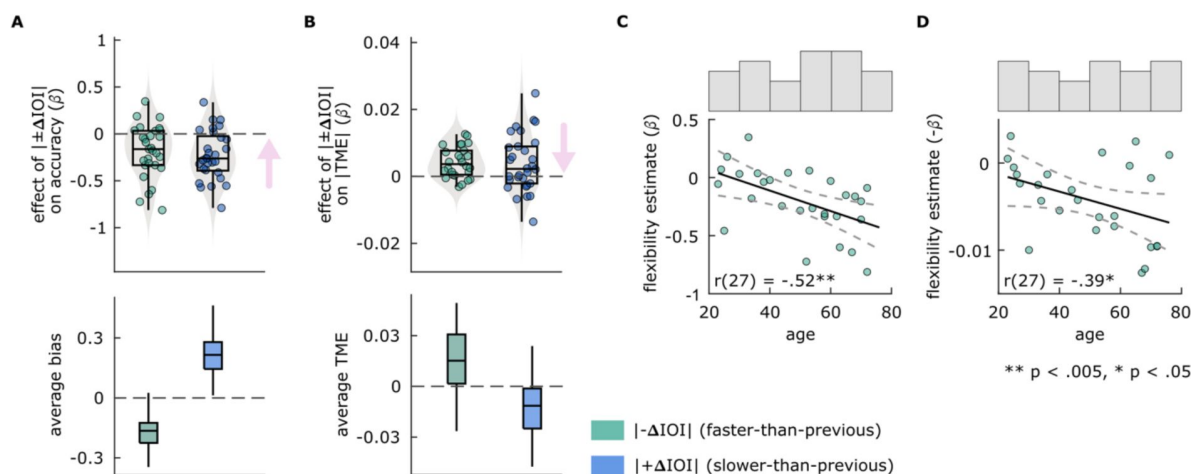 A
effect of |±ΔIOI|
on accuracy (β)
1
0.5
0
-0.5
-1
average bias
0.3
0
-0.3
B
effect of |±ΔIOI|
on |TME| (β)
0.04
0.02
0
-0.02
average TME
0.03
0
-0.03
C
flexibility estimate (β)
0.5
0
-0.5
-1
r(27) = -.52**
20 40 60 80
age
D
flexibility estimate (-β)
0
-0.01
r(27) = -.39*
20 40 60 80
age
** p < .005, * p < .05
|-ΔIOI| (faster-than-previous)
|+ΔIOI| (slower-than-previous)